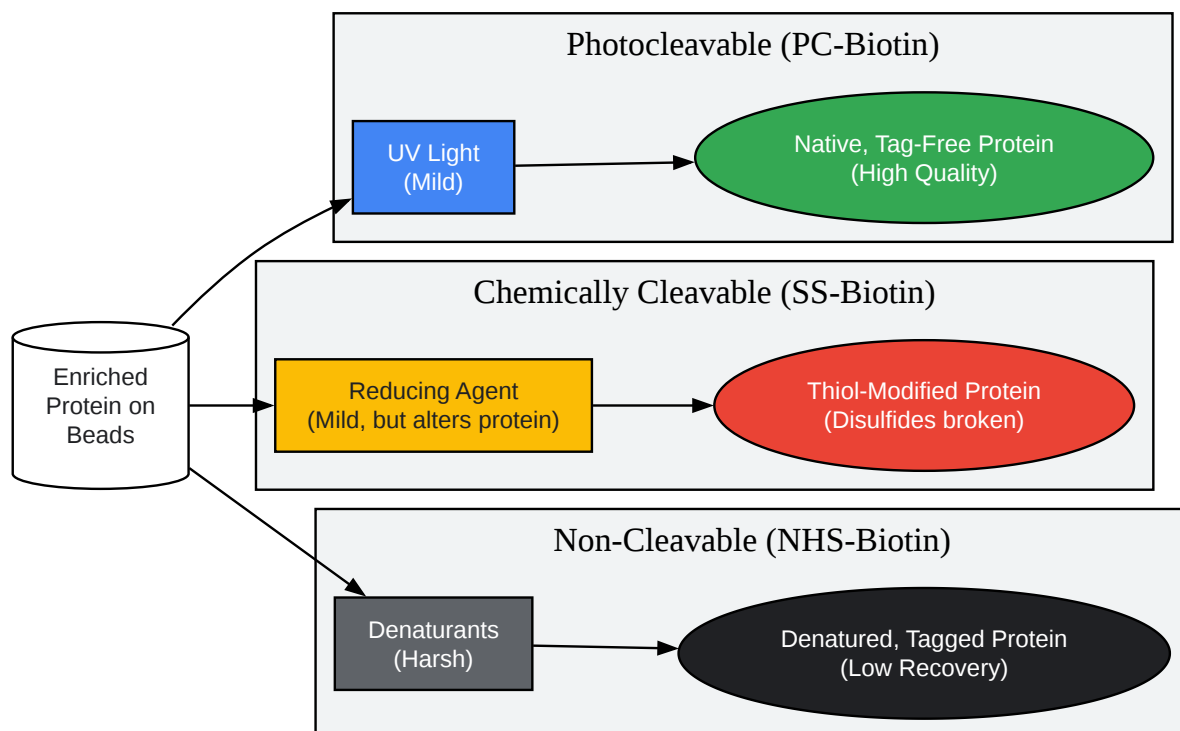 Photocleavable (PC-Biotin)
UV Light
(Mild)
Native, Tag-Free Protein
(High Quality)
Chemically Cleavable (SS-Biotin)
Enriched
Protein on
Beads
Reducing Agent
(Mild, but alters protein)
Thiol-Modified Protein
(Disulfides broken)
Non-Cleavable (NHS-Biotin)
Denaturants
(Harsh)
Denatured, Tagged Protein
(Low Recovery)